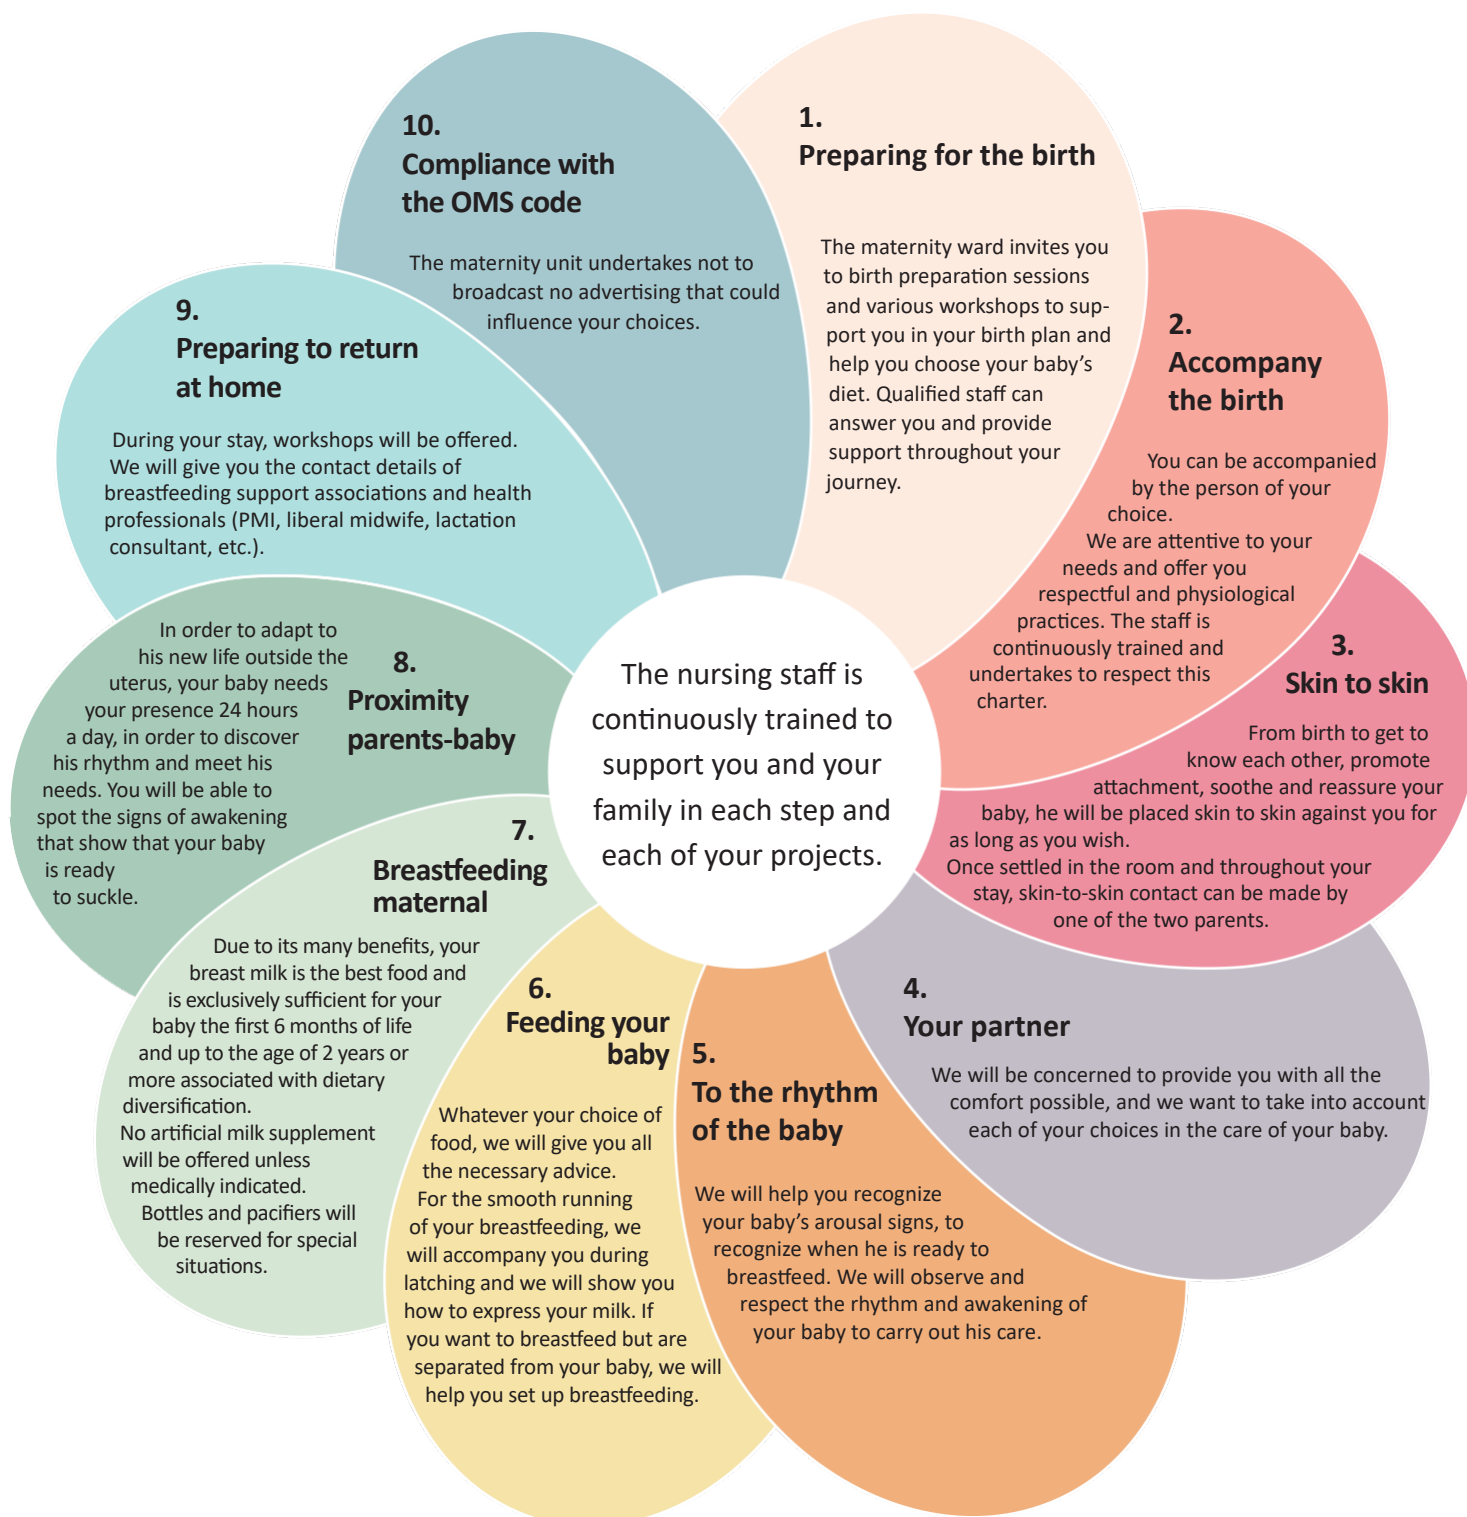 1.
Preparing for the birth
The maternity ward invites you
to birth preparation sessions
and various workshops to sup-
port you in your birth plan and
help you choose your baby's
diet. Qualified staff can
answer you and provide
support throughout your
journey.
2.
Accompany
the birth
You can be accompanied
by the person of your
choice.
We are attentive to your
needs and offer you
respectful and physiological
practices. The staff is
continuously trained and
undertakes to respect this
charter.
3.
Skin to skin
From birth to get to
know each other, promote
attachment, soothe and reassure your
baby, he will be placed skin to skin against you for
as long as you wish.
Once settled in the room and throughout your
stay, skin-to-skin contact can be made by
one of the two parents.
4.
Your partner
We will be concerned to provide you with all the
comfort possible, and we want to take into account
each of your choices in the care of your baby.
5.
To the rhythm
of the baby
We will help you recognize
your baby's arousal signs, to
recognize when he is ready to
breastfeed. We will observe and
respect the rhythm and awakening of
your baby to carry out his care.
6.
Feeding your
baby
Whatever your choice of
food, we will give you all
the necessary advice.
For the smooth running
of your breastfeeding, we
will accompany you during
latching and we will show you
how to express your milk. If
you want to breastfeed but are
separated from your baby, we will
help you set up breastfeeding.
7.
Breastfeeding
maternal
Due to its many benefits, your
breast milk is the best food and
is exclusively sufficient for your
baby the first 6 months of life
and up to the age of 2 years or
more associated with dietary
diversification.
No artificial milk supplement
will be offered unless
medically indicated.
Bottles and pacifiers will
be reserved for special
situations.
8.
Proximity
parents-baby
In order to adapt to
his new life outside the
uterus, your baby needs
your presence 24 hours
a day, in order to discover
his rhythm and meet his
needs. You will be able to
spot the signs of awakening
that show that your baby
is ready
to suckle.
9.
Preparing to return
at home
During your stay, workshops will be offered.
We will give you the contact details of
breastfeeding support associations and health
professionals (PMI, liberal midwife, lactation
consultant, etc.).
10.
Compliance with
the OMS code
The maternity unit undertakes not to
broadcast no advertising that could
influence your choices.
The nursing staff is
continuously trained to
support you and your
family in each step and
each of your projects.